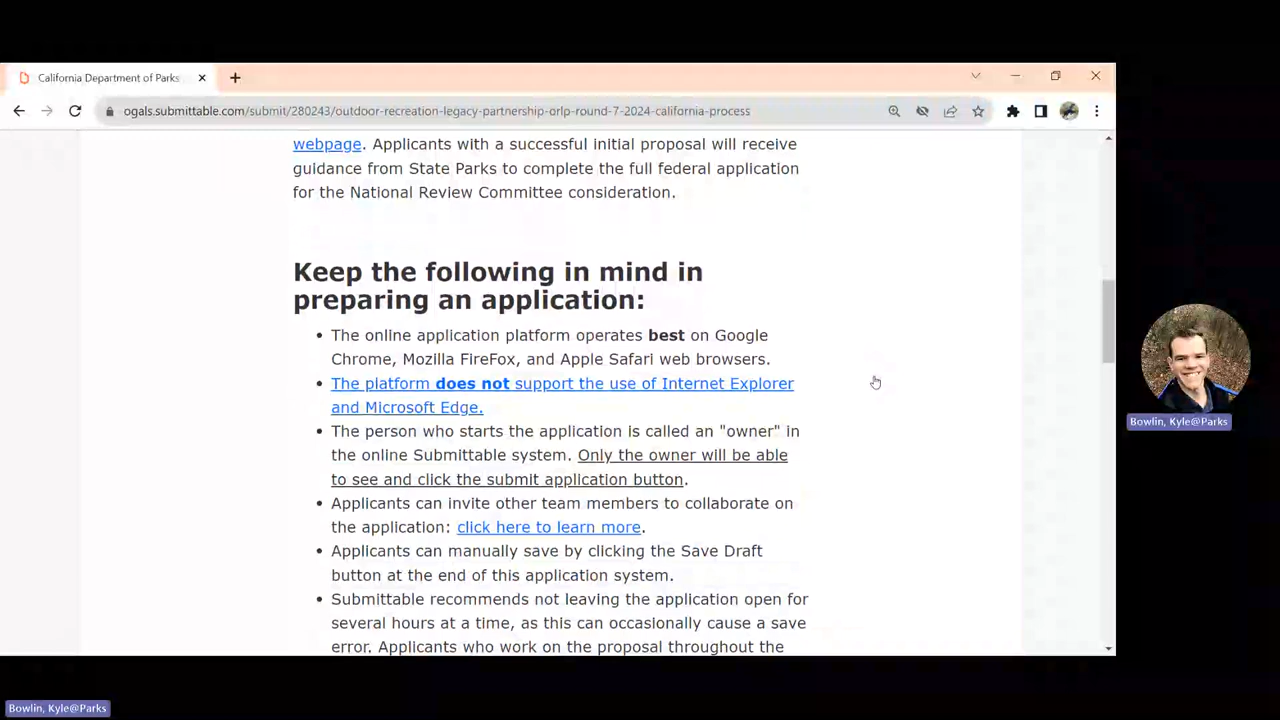 California Department of Parks
ogals.submittable.com/submit/280243/outdoor-recreation-legacy-partnership-orlp-round-7-2024-california-process
webpage. Applicants with a successful initial proposal will receive
guidance from State Parks to complete the full federal application
for the National Review Committee consideration.
Keep the following in mind in
preparing an application:
• The online application platform operates best on Google
Chrome, Mozilla FireFox, and Apple Safari web browsers.
• The platform does not support the use of Internet Explorer
and Microsoft Edge.
• The person who starts the application is called an "owner" in
the online Submittable system. Only the owner will be able
to see and click the submit application button.
• Applicants can invite other team members to collaborate on
the application: click here to learn more.
• Applicants can manually save by clicking the Save Draft
button at the end of this application system.
• Submittable recommends not leaving the application open for
several hours at a time, as this can occasionally cause a save
error. Applicants who work on the proposal throughout the
Bowlin, Kyle@Parks
Bowlin, Kyle@Parks